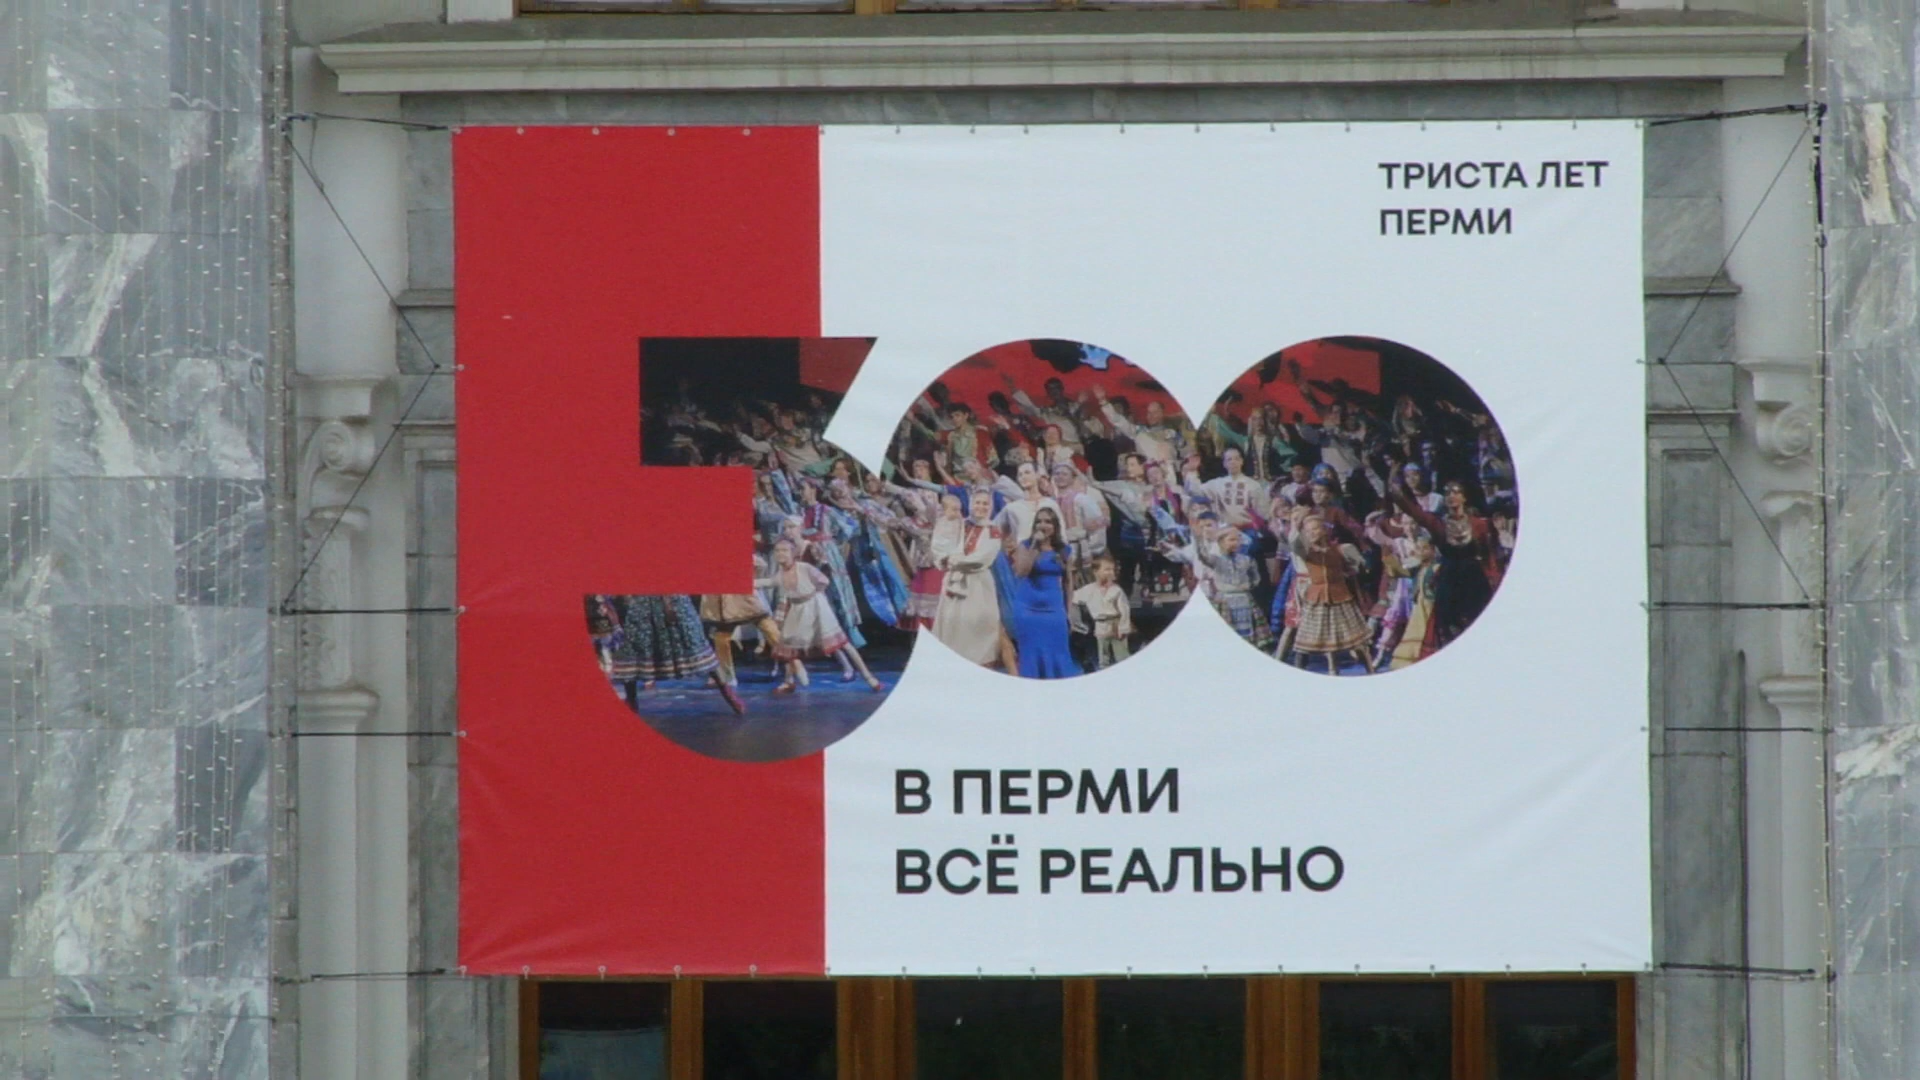 ТРИСТА ЛЕТ
ПЕРМИ
300
В ПЕРМИ
ВСЁ РЕАЛЬНО